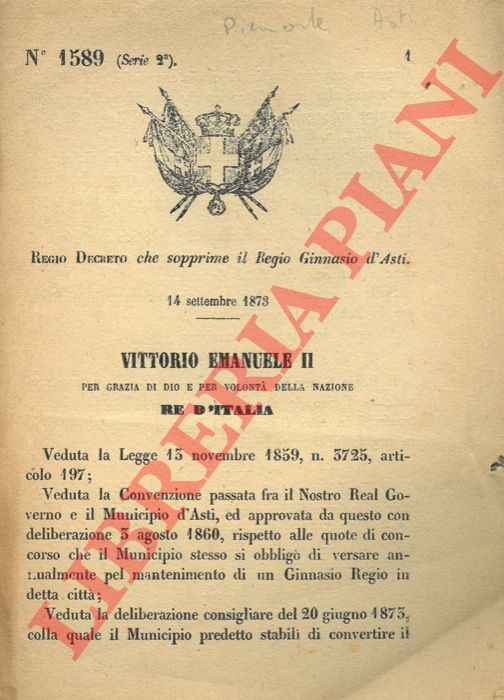 Piemonte Asti
N° 1589 (Serie 2ª). 1
REGIO DECRETO che sopprime il Regio Ginnasio d'Asti.
14 settembre 1873
VITTORIO EMANUELE II
PER GRAZIA DI DIO E PER VOLONTÀ DELLA NAZIONE
RE D'ITALIA
Veduta la Legge 13 novembre 1859, n. 3725, arti-
colo 197;
Veduta la Convenzione passata fra il Nostro Real Go-
verno e il Municipio d'Asti, ed approvata da questo con
deliberazione 3 agosto 1860, rispetto alle quote di con-
corso che il Municipio stesso si obbligò di versare an-
nualmente pel mantenimento di un Ginnasio Regio in
detta città;
Veduta la deliberazione consigliare del 20 giugno 1873,
colla quale il Municipio predetto stabilì di convertire il
LIBRERIA PIANI